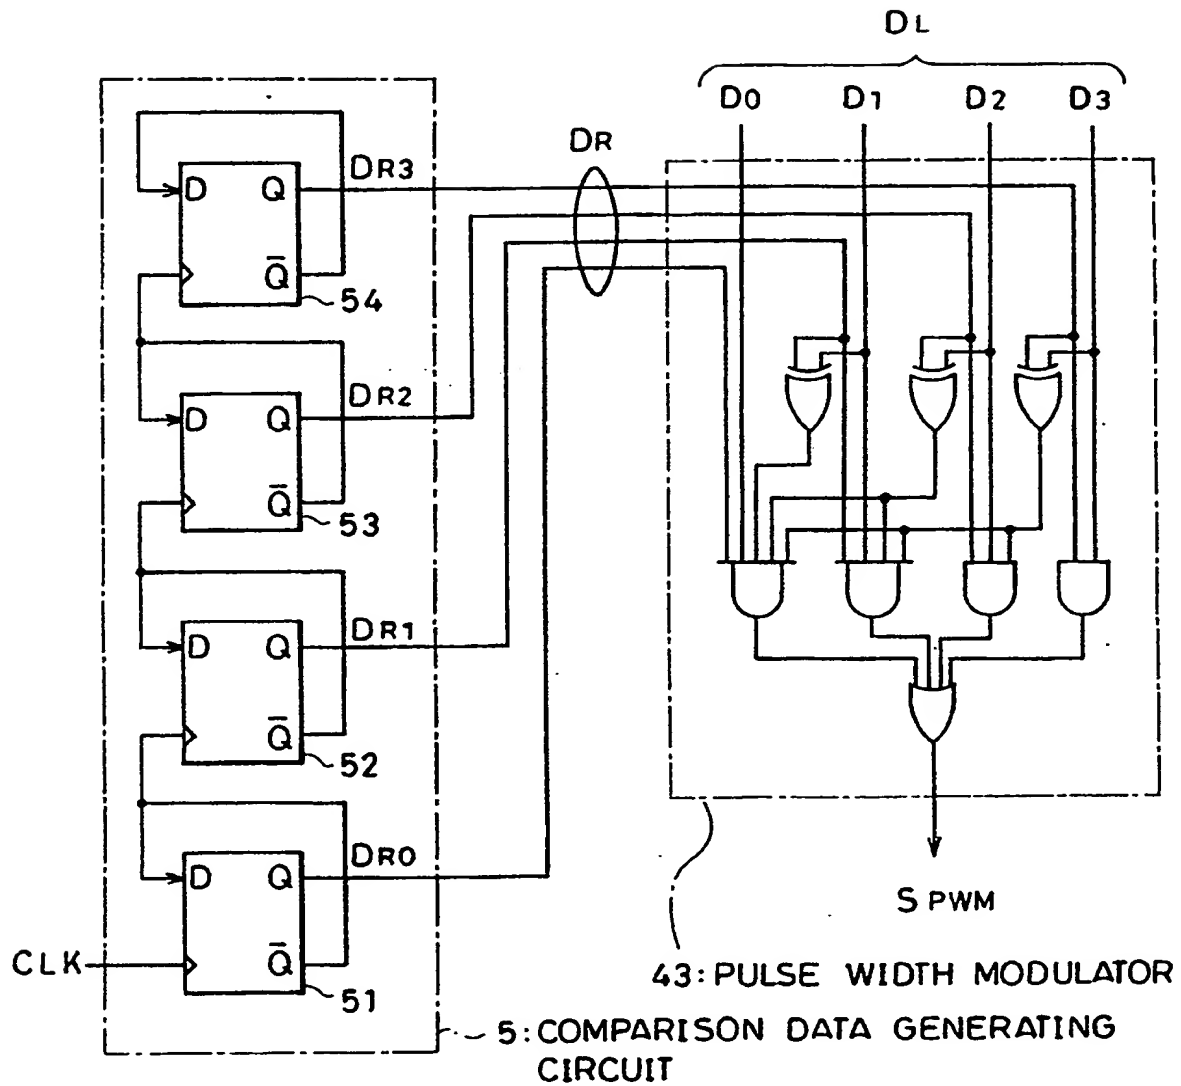 DL
D0 D1 D2 D3
DR
DR3
D Q
Q̅
54
DR2
D Q
Q̅
53
DR1
D Q
Q̅
52
DR0
D Q
Q̅
51
CLK
SPWM
43: PULSE WIDTH MODULATOR
5: COMPARISON DATA GENERATING
CIRCUIT